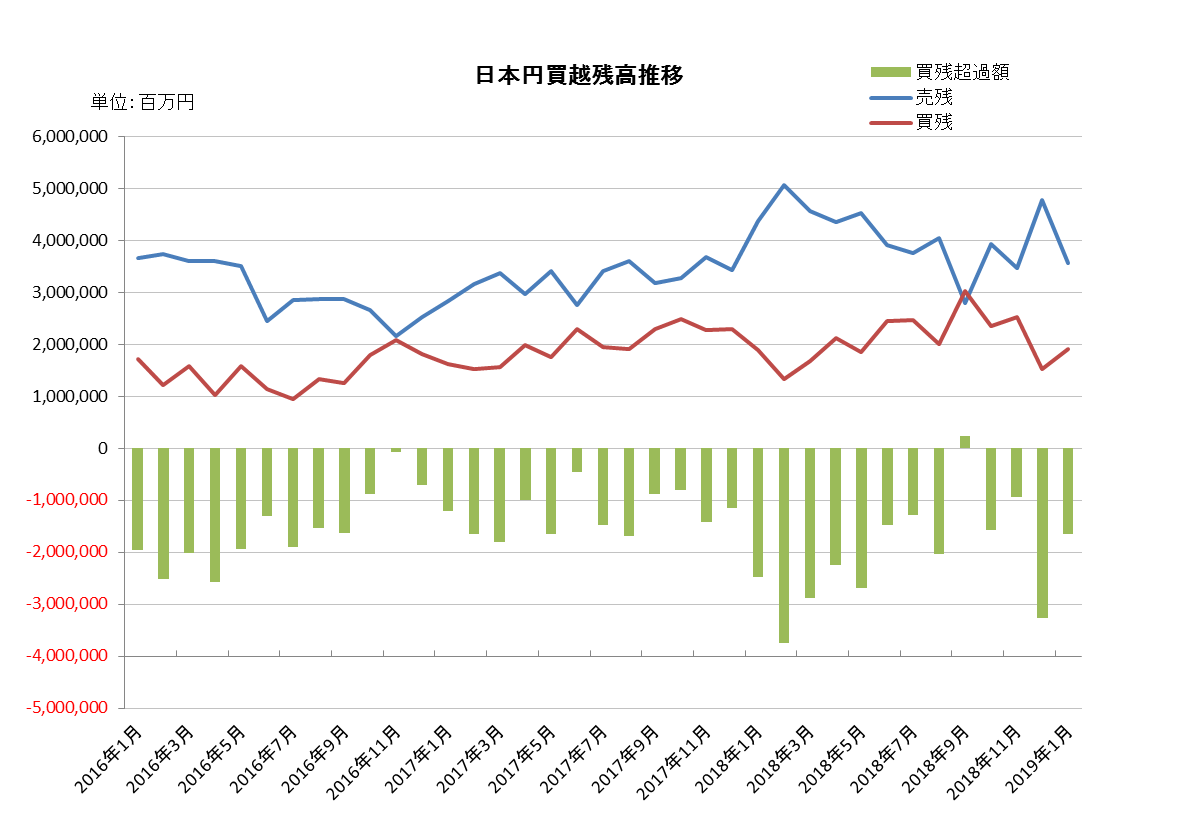 日本円買越残高推移
買残超過額
売残
買残
単位：百万円
6,000,000
5,000,000
4,000,000
3,000,000
2,000,000
1,000,000
0
-1,000,000
-2,000,000
-3,000,000
-4,000,000
-5,000,000
2016年1月
2016年3月
2016年5月
2016年7月
2016年9月
2016年11月
2017年1月
2017年3月
2017年5月
2017年7月
2017年9月
2017年11月
2018年1月
2018年3月
2018年5月
2018年7月
2018年9月
2018年11月
2019年1月